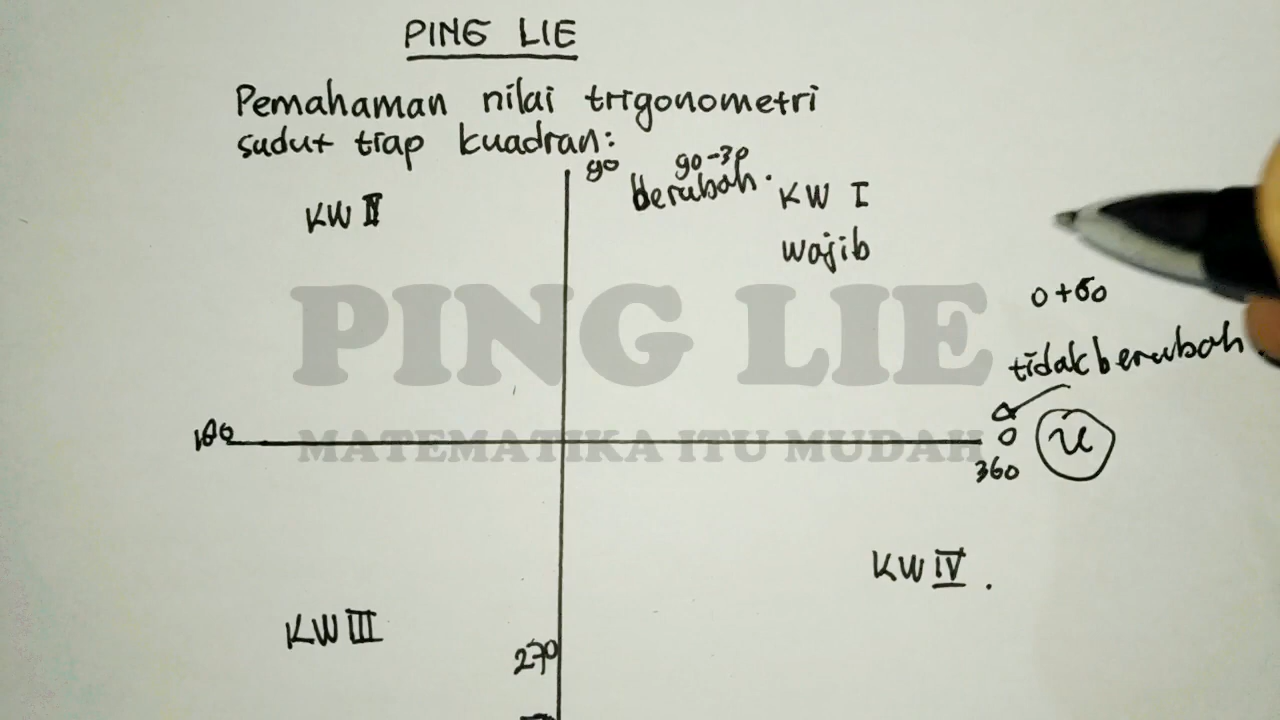 PING LIE
Pemahaman nilai trigonometri
sudut tiap kuadran:
90
90-30
berubah.
KW II
KW I
Wajib
PING LIE
0+60
tidak berubah.
180
MATEMATIKA ITU MUDAH
0
360
x
KW IV.
KW III
270